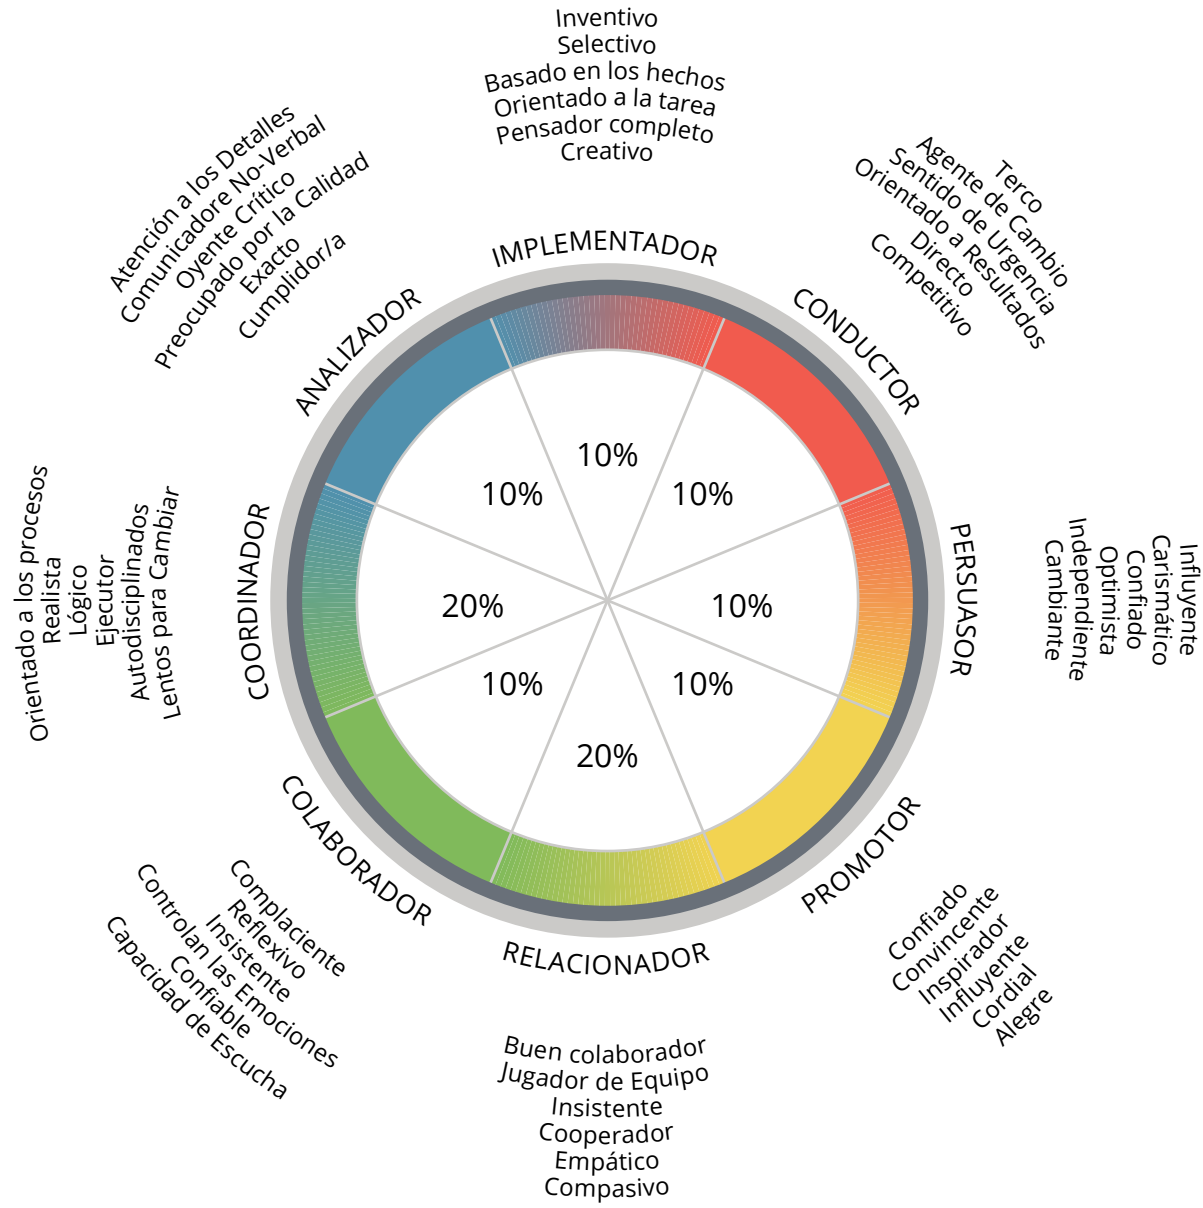 Inventivo
Selectivo
Basado en los hechos
Orientado a la tarea
Pensador completo
Creativo
IMPLEMENTADOR
10%
Terco
Agente de Cambio
Sentido de Urgencia
Orientado a Resultados
Directo
Competitivo
CONDUCTOR
10%
Influyente
Carismático
Confiado
Optimista
Independiente
Cambiante
PERSUASOR
10%
PROMOTOR
10%
Confiado
Convincente
Inspirador
Influyente
Cordial
Alegre
RELACIONADOR
20%
Buen colaborador
Jugador de Equipo
Insistente
Cooperador
Empático
Compasivo
COLABORADOR
10%
Complaciente
Reflexivo
Insistente
Controlan las Emociones
Confiable
Capacidad de Escucha
COORDINADOR
20%
Orientado a los procesos
Realista
Lógico
Ejecutor
Autodisciplinados
Lentos para Cambiar
ANALIZADOR
10%
Atención a los Detalles
Comunicadore No-Verbal
Oyente Crítico
Preocupado por la Calidad
Exacto
Cumplidor/a